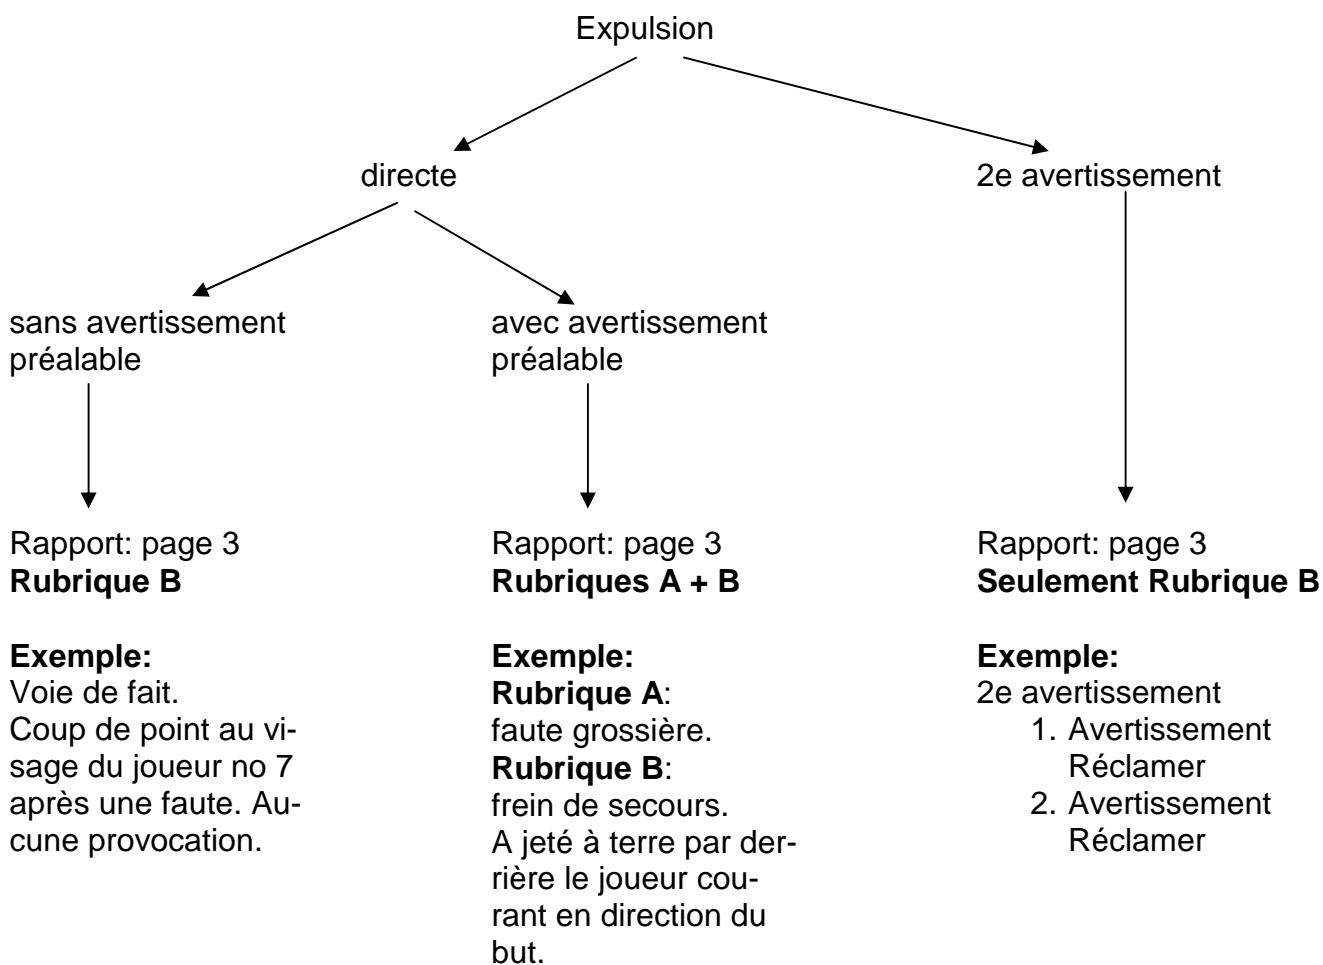 Expulsion
directe
2e avertissement
sans avertissement
préalable
avec avertissement
préalable
Rapport: page 3
Rubrique B
Exemple:
Voie de fait.
Coup de point au vi-
sage du joueur no 7
après une faute. Au-
cune provocation.
Rapport: page 3
Rubriques A + B
Exemple:
Rubrique A:
faute grossière.
Rubrique B:
frein de secours.
A jeté à terre par der-
rière le joueur cou-
rant en direction du
but.
Rapport: page 3
Seulement Rubrique B
Exemple:
2e avertissement
1. Avertissement
Réclamer
2. Avertissement
Réclamer